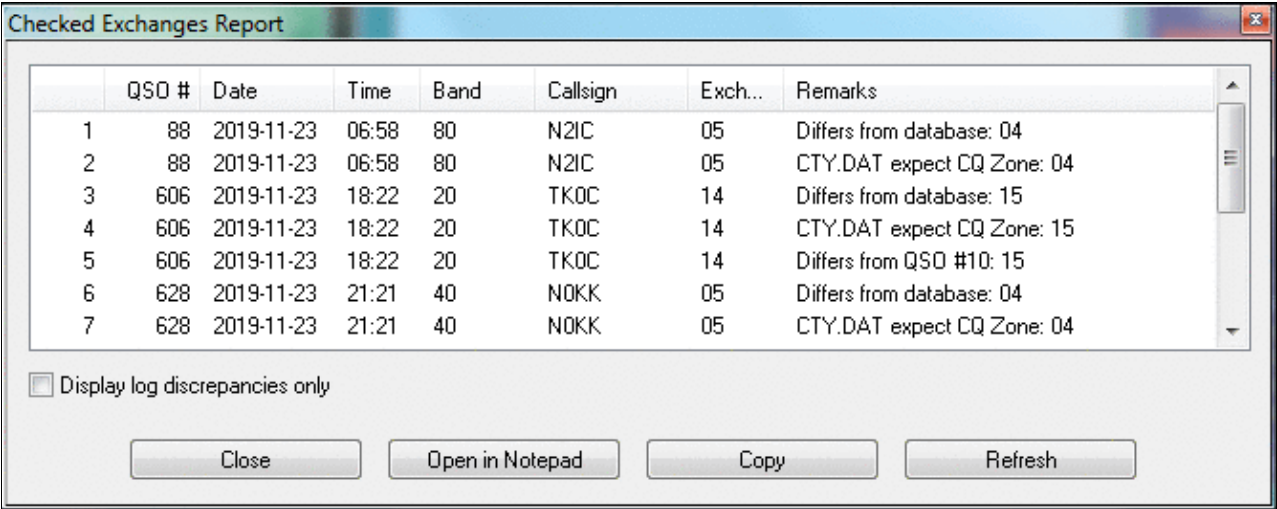 Checked Exchanges Report
QSO # Date Time Band Callsign Exch... Remarks
1 88 2019-11-23 06:58 80 N2IC 05 Differs from database: 04
2 88 2019-11-23 06:58 80 N2IC 05 CTY.DAT expect CQ Zone: 04
3 606 2019-11-23 18:22 20 TK0C 14 Differs from database: 15
4 606 2019-11-23 18:22 20 TK0C 14 CTY.DAT expect CQ Zone: 15
5 606 2019-11-23 18:22 20 TK0C 14 Differs from QSO #10: 15
6 628 2019-11-23 21:21 40 N0KK 05 Differs from database: 04
7 628 2019-11-23 21:21 40 N0KK 05 CTY.DAT expect CQ Zone: 04
Display log discrepancies only
Close Open in Notepad Copy Refresh